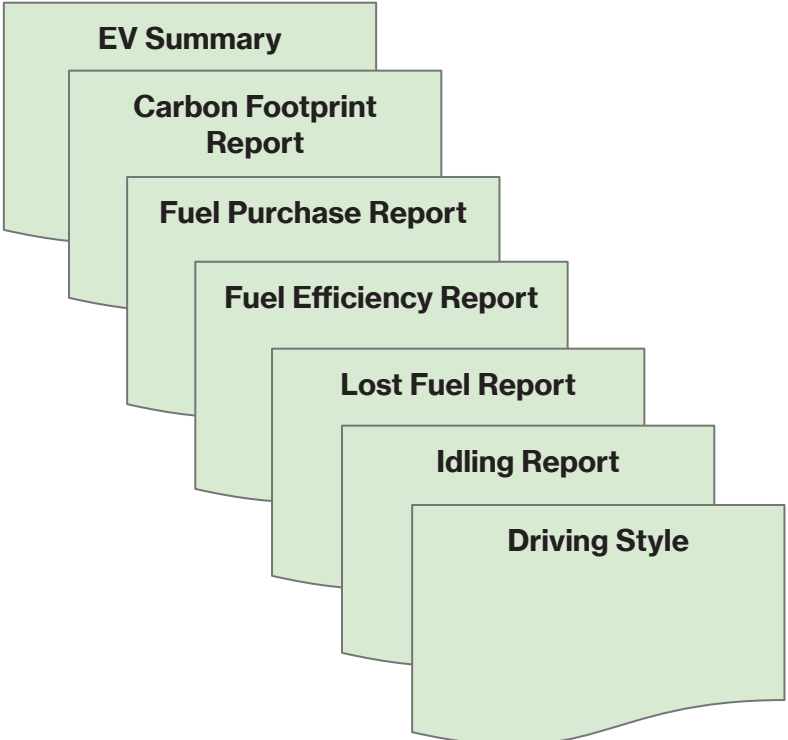 EV Summary
Carbon Footprint
Report
Fuel Purchase Report
Fuel Efficiency Report
Lost Fuel Report
Idling Report
Driving Style